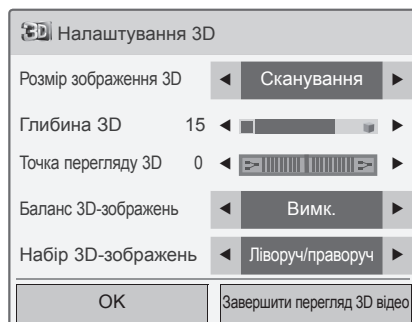 3D Налаштування 3D
Розмір зображення 3D ◄ Сканування ►
Глибина 3D 15 ◄ ►
Точка перегляду 3D 0 ◄ ►
Баланс 3D-зображень ◄ Вимк. ►
Набір 3D-зображень ◄ Ліворуч/праворуч ►
OK Завершити перегляд 3D відео